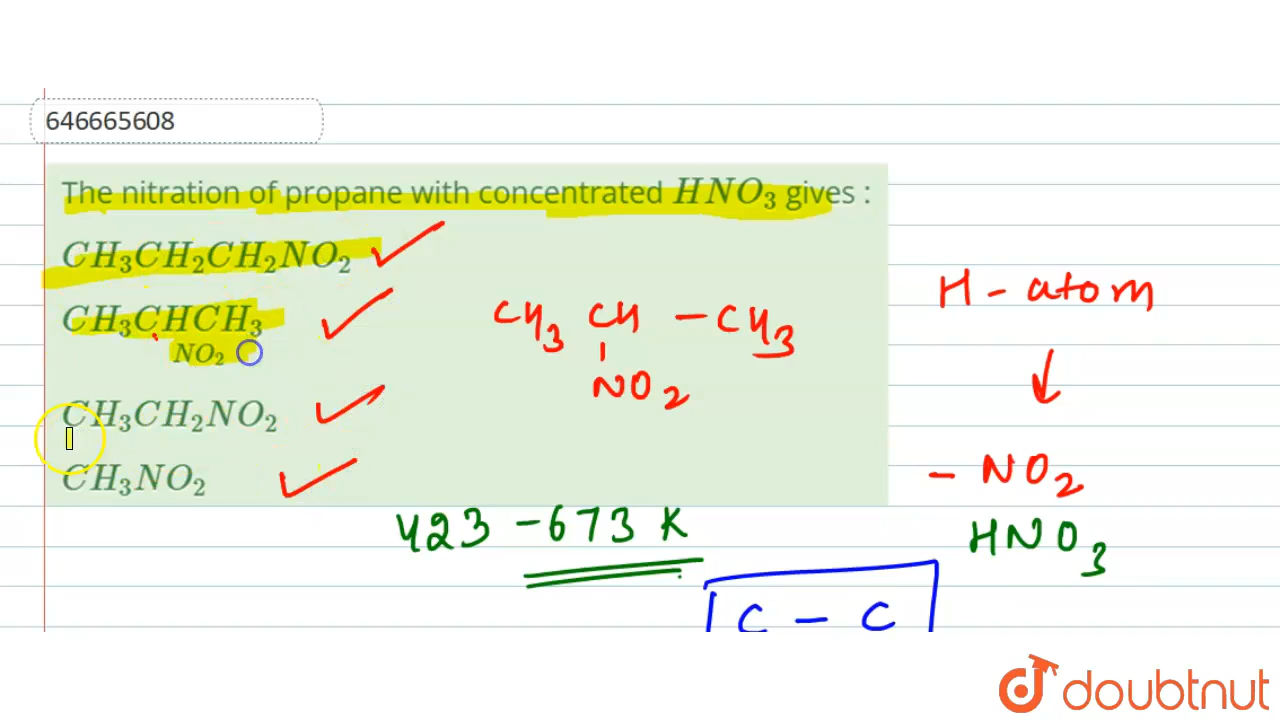 646665608
The nitration of propane with concentrated HNO₃ gives :
CH₃CH₂CH₂NO₂
CH₃CHCH₃
NO₂
CH₃CH₂NO₂
CH₃NO₂
CH₃ CH – CH₃
NO₂
H – atom
– NO₂
HNO₃
423 – 673 K
C – C
doubtnut